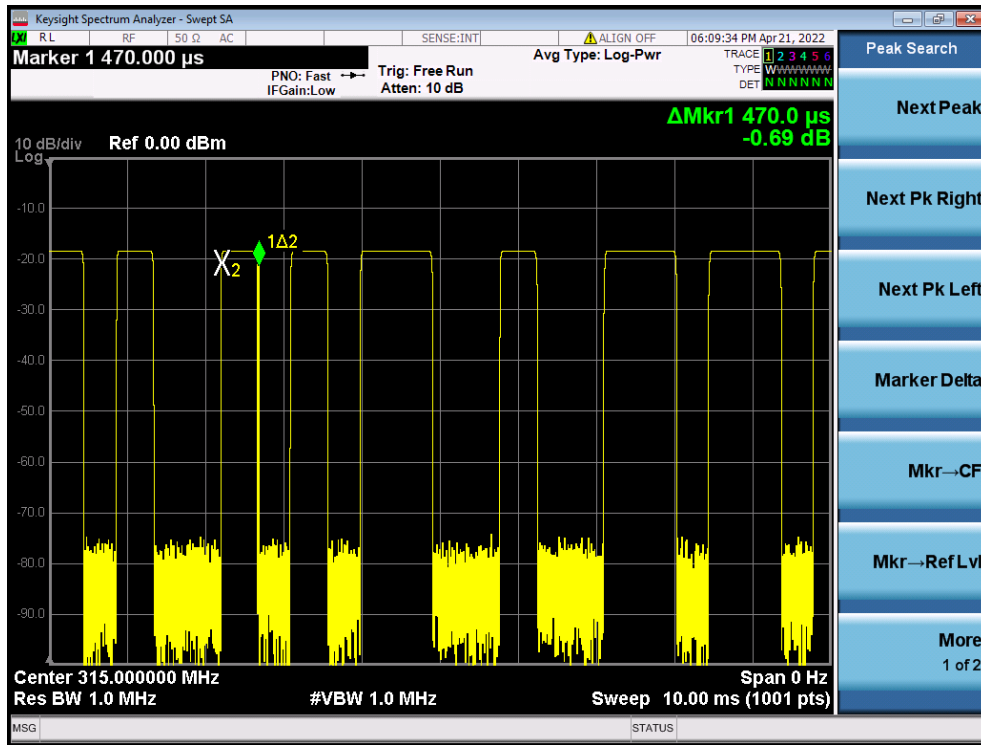 Keysight Spectrum Analyzer - Swept SA
LXI RL RF 50 Ω AC SENSE:INT ALIGN OFF 06:09:34 PM Apr 21, 2022
Marker 1 470.000 µs
PNO: Fast
IFGain:Low
Trig: Free Run
Atten: 10 dB
Avg Type: Log-Pwr
TRACE 1 2 3 4 5 6
TYPE WWWWWW
DET N N N N N N
ΔMkr1 470.0 µs
-0.69 dB
10 dB/div
Log
Ref 0.00 dBm
-10.0
-20.0
-30.0
-40.0
-50.0
-60.0
-70.0
-80.0
-90.0
1Δ2
X2
Center 315.000000 MHz
Span 0 Hz
Res BW 1.0 MHz
#VBW 1.0 MHz
Sweep 10.00 ms (1001 pts)
MSG
STATUS
Peak Search
Next Peak
Next Pk Right
Next Pk Left
Marker Delta
Mkr→CF
Mkr→Ref Lvl
More
1 of 2